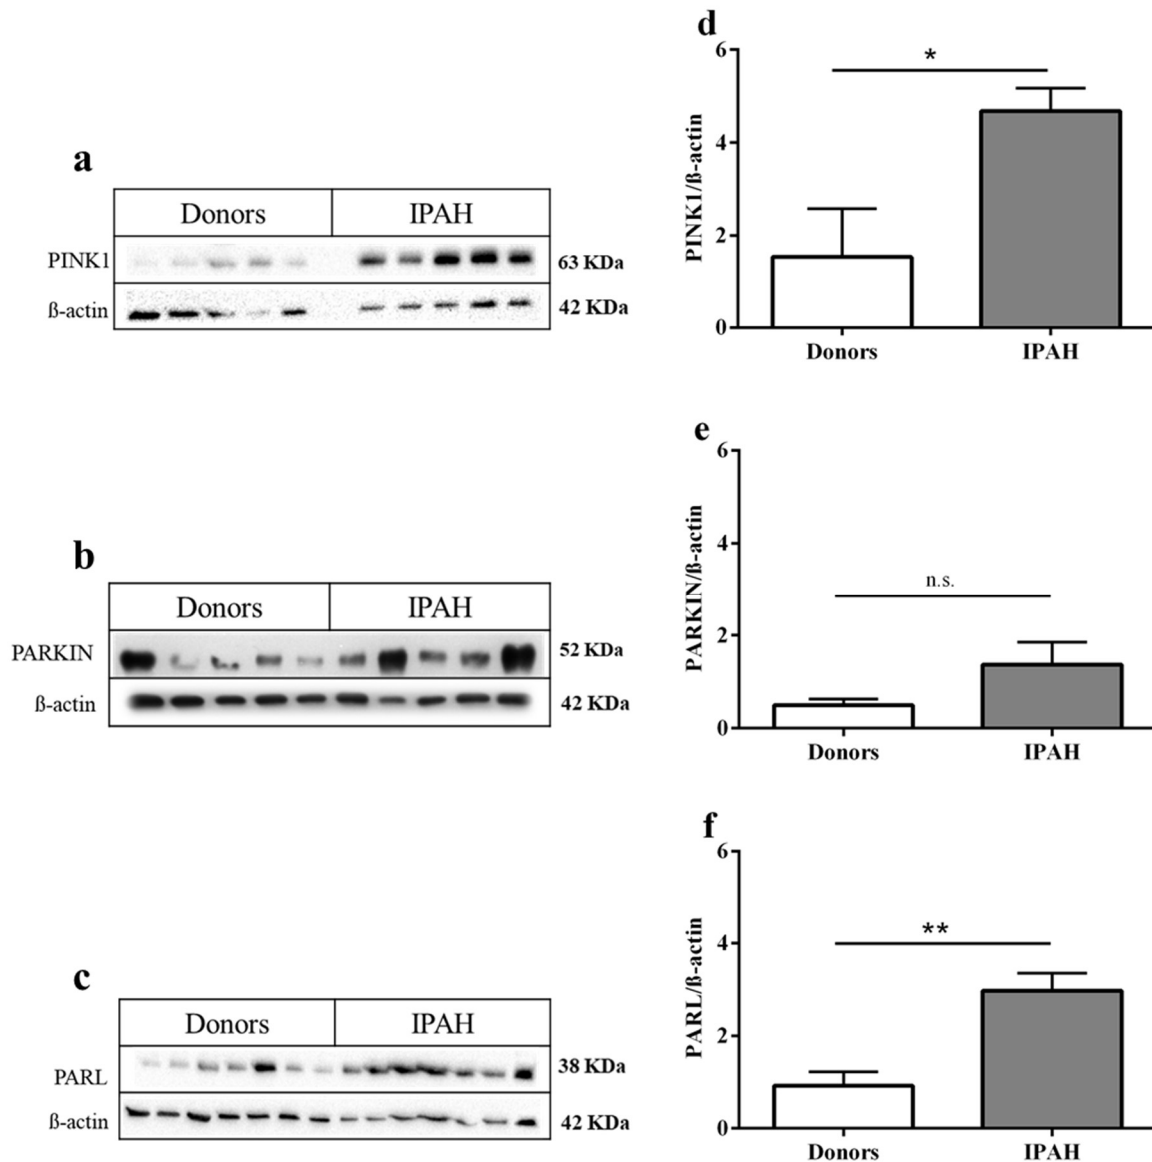 a
Donors IPAH
PINK1 63 KDa
ß-actin 42 KDa
b
Donors IPAH
PARKIN 52 KDa
ß-actin 42 KDa
c
Donors IPAH
PARL 38 KDa
ß-actin 42 KDa
d
PINK1/ß-actin
6
4
2
0
*
Donors IPAH
e
PARKIN/ß-actin
6
4
2
0
n.s.
Donors IPAH
f
PARL/ß-actin
6
4
2
0
**
Donors IPAH